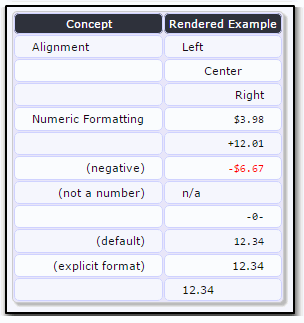 Concept Rendered Example
Alignment Left
Center
Right
Numeric Formatting $3.98
+12.01
(negative) -$6.67
(not a number) n/a
-0-
(default) 12.34
(explicit format) 12.34
12.34